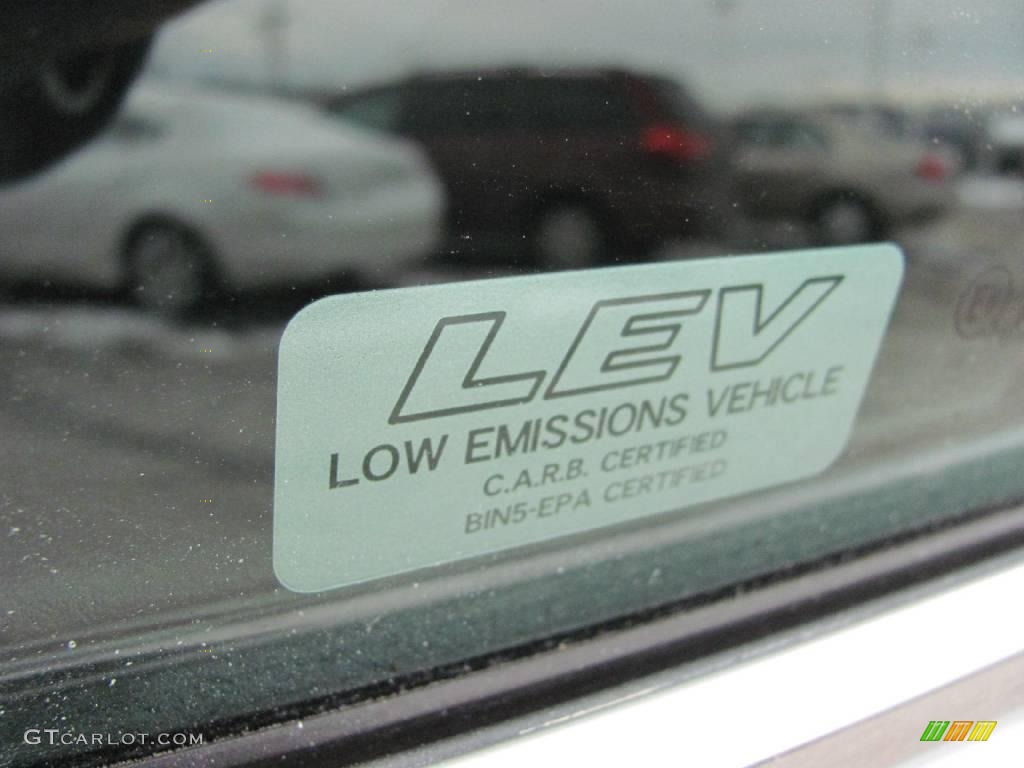 LEV
LOW EMISSIONS VEHICLE
C.A.R.B. CERTIFIED
BIN5-EPA CERTIFIED
GTCARLOT.COM